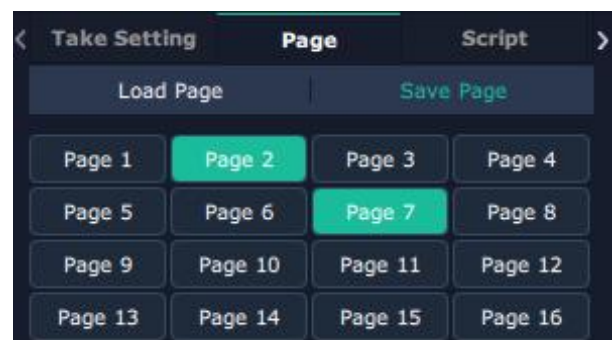 Take Setting Page Script
Load Page Save Page
Page 1 Page 2 Page 3 Page 4
Page 5 Page 6 Page 7 Page 8
Page 9 Page 10 Page 11 Page 12
Page 13 Page 14 Page 15 Page 16